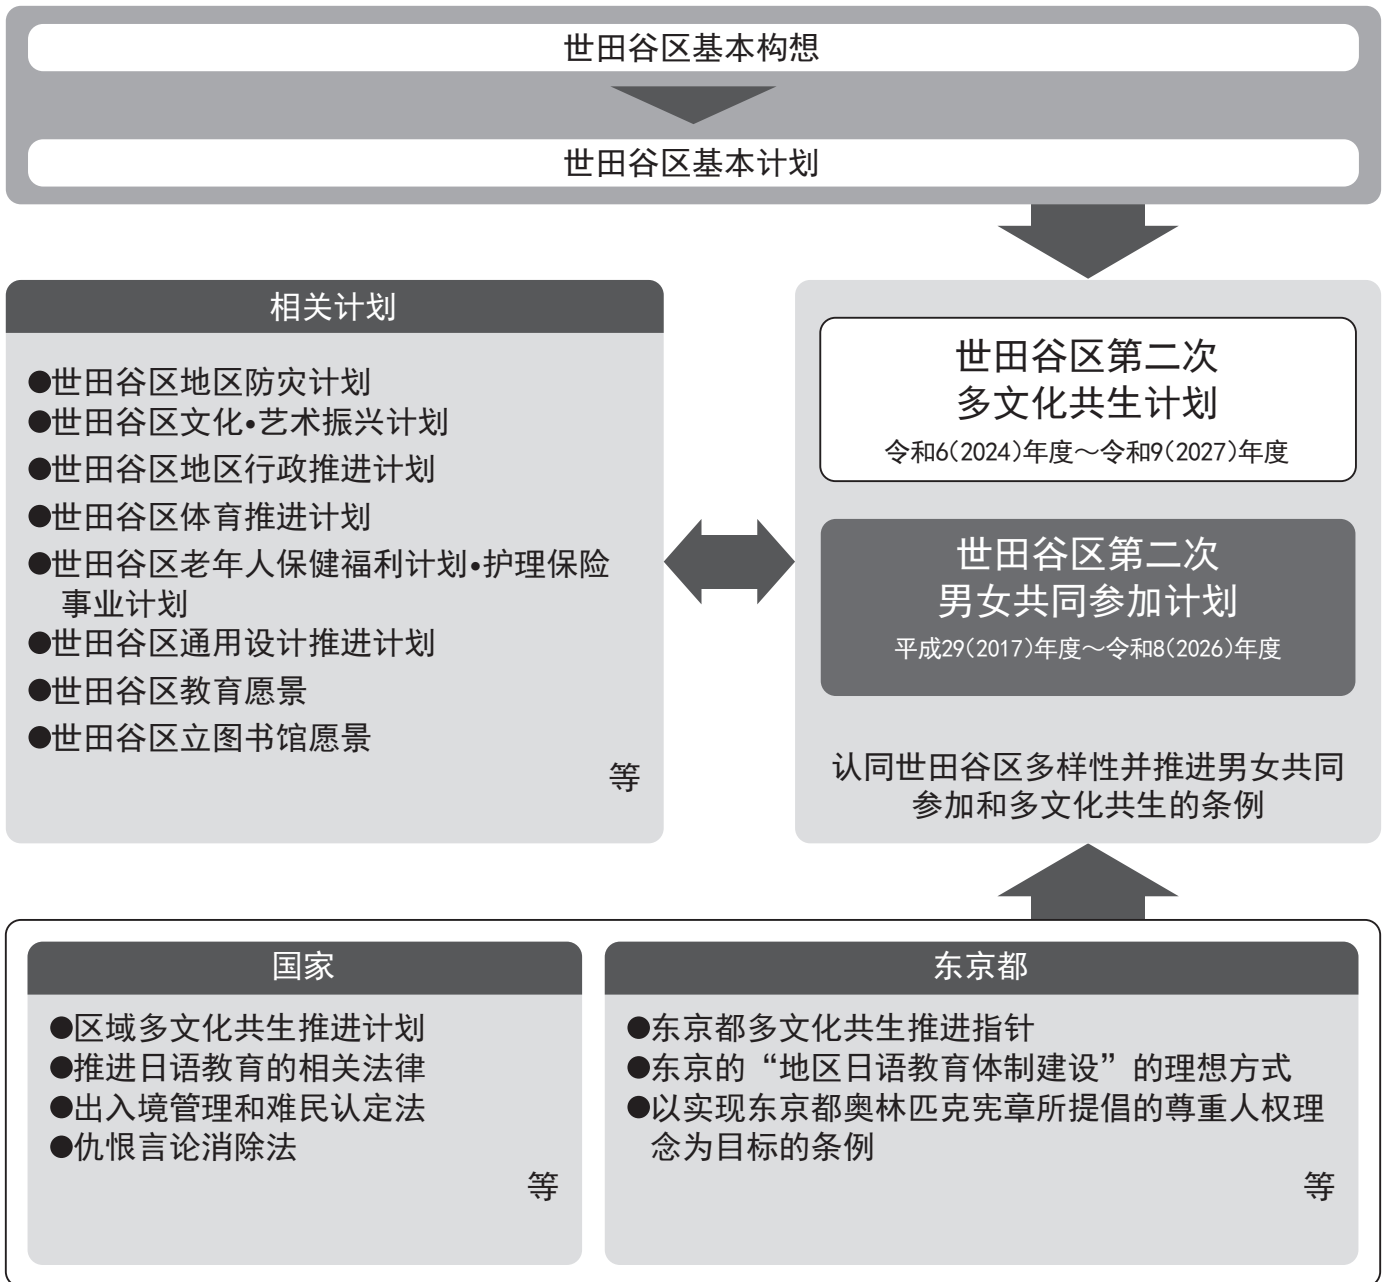 世田谷区基本构想
世田谷区基本计划
相关计划
●世田谷区地区防灾计划
●世田谷区文化•艺术振兴计划
●世田谷区地区行政推进计划
●世田谷区体育推进计划
●世田谷区老年人保健福利计划•护理保险
事业计划
●世田谷区通用设计推进计划
●世田谷区教育愿景
●世田谷区立图书馆愿景
等
世田谷区第二次
多文化共生计划
令和6(2024)年度～令和9(2027)年度
世田谷区第二次
男女共同参加计划
平成29(2017)年度～令和8(2026)年度
认同世田谷区多样性并推进男女共同
参加和多文化共生的条例
国家
●区域多文化共生推进计划
●推进日语教育的相关法律
●出入境管理和难民认定法
●仇恨言论消除法
等
东京都
●东京都多文化共生推进指针
●东京的“地区日语教育体制建设”的理想方式
●以实现东京都奥林匹克宪章所提倡的尊重人权理
念为目标的条例
等